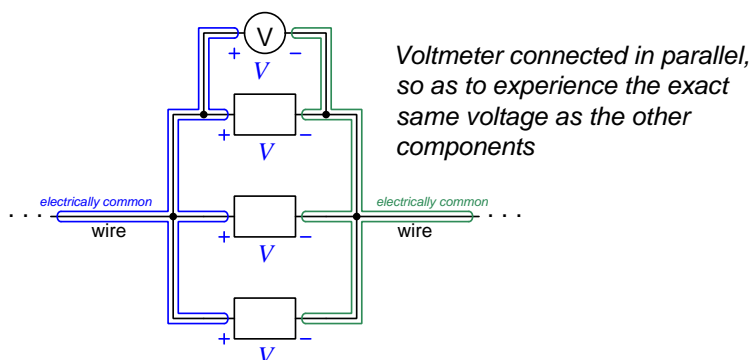 V
+ −
V
Voltmeter connected in parallel,
so as to experience the exact
same voltage as the other
components
+ −
V
electrically common electrically common
. . . . . .
wire wire
+ −
V
+ −
V